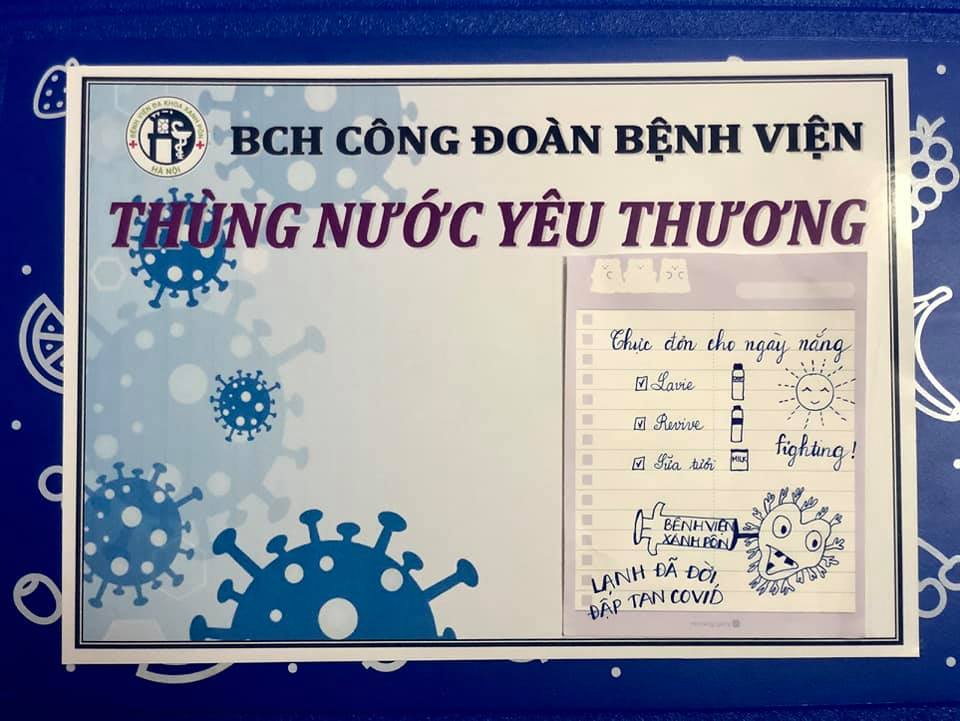 BỆNH VIỆN ĐA KHOA XANH PÔN
HÀ NỘI
BCH CÔNG ĐOÀN BỆNH VIỆN
THÙNG NƯỚC YÊU THƯƠNG
Thực đơn cho ngày nắng
Lavie
Revive
Sữa tươi
MILK
fighting!
BỆNH VIỆN
XANH PÔN
LẠNH ĐÃ ĐỜI,
ĐẬP TAN COVID